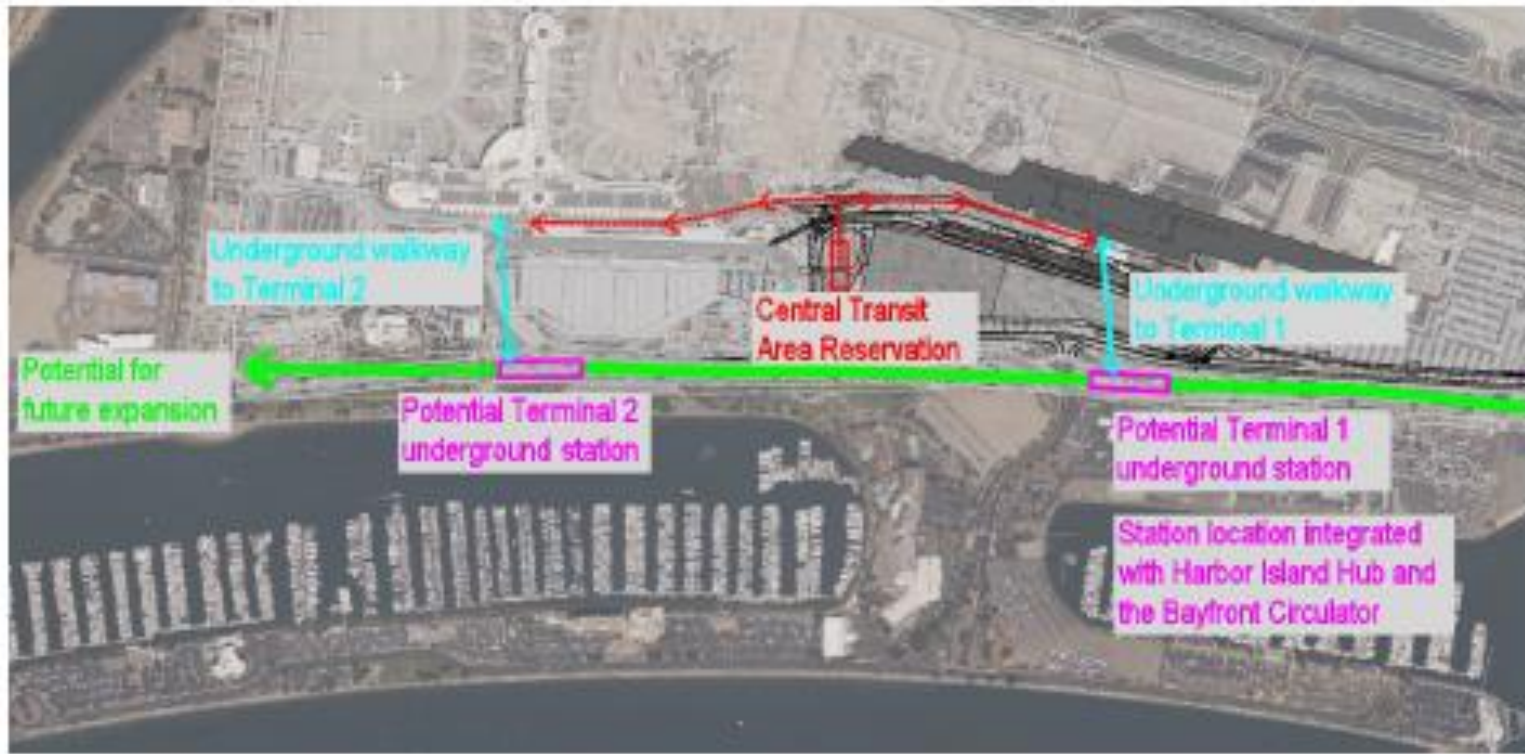 Underground walkway
to Terminal 2
Central Transit
Area Reservation
Underground walkway
to Terminal 1
Potential for
future expansion
Potential Terminal 2
underground station
Potential Terminal 1
underground station
Station location integrated
with Harbor Island Hub and
the Bayfront Circulator